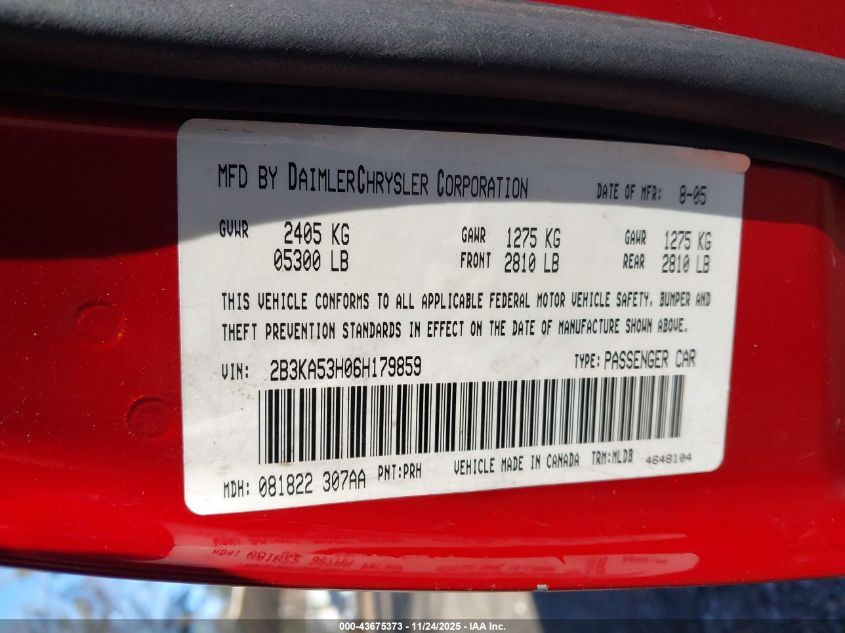 MFD BY DAIMLERCHRYSLER CORPORATION DATE OF MFR: 8-05
GVWR 2405 KG GAWR 1275 KG GAWR 1275 KG
05300 LB FRONT 2810 LB REAR 2810 LB
THIS VEHICLE CONFORMS TO ALL APPLICABLE FEDERAL MOTOR VEHICLE SAFETY, BUMPER AND
THEFT PREVENTION STANDARDS IN EFFECT ON THE DATE OF MANUFACTURE SHOWN ABOVE.
VIN: 2B3KA53H06H179859 TYPE: PASSENGER CAR
MDH: 081822 307AA PNT:PRH VEHICLE MADE IN CANADA TRM:MLDB 4648104
000-43675373 — 11/24/2025 — IAA Inc.